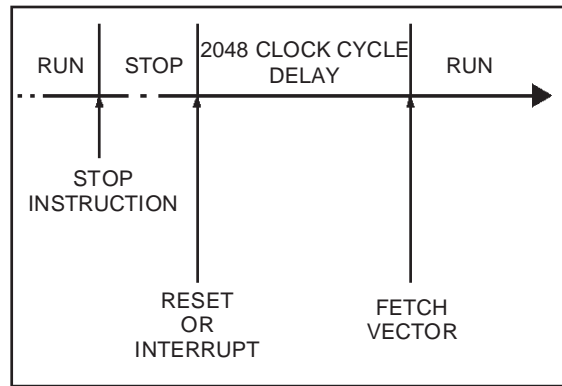 RUN
STOP
2048 CLOCK CYCLE
DELAY
RUN
STOP
INSTRUCTION
RESET
OR
INTERRUPT
FETCH
VECTOR